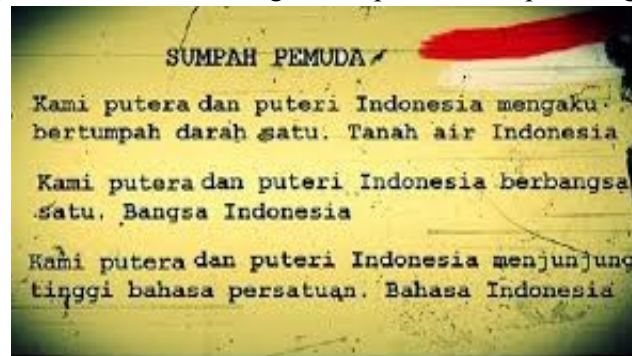 SUMPAH PEMUDA
Kami putera dan puteri Indonesia mengaku
bertumpah darah satu. Tanah air Indonesia
Kami putera dan puteri Indonesia berbangsa
satu. Bangsa Indonesia
Kami putera dan puteri Indonesia menjunjung
tinggi bahasa persatuan. Bahasa Indonesia